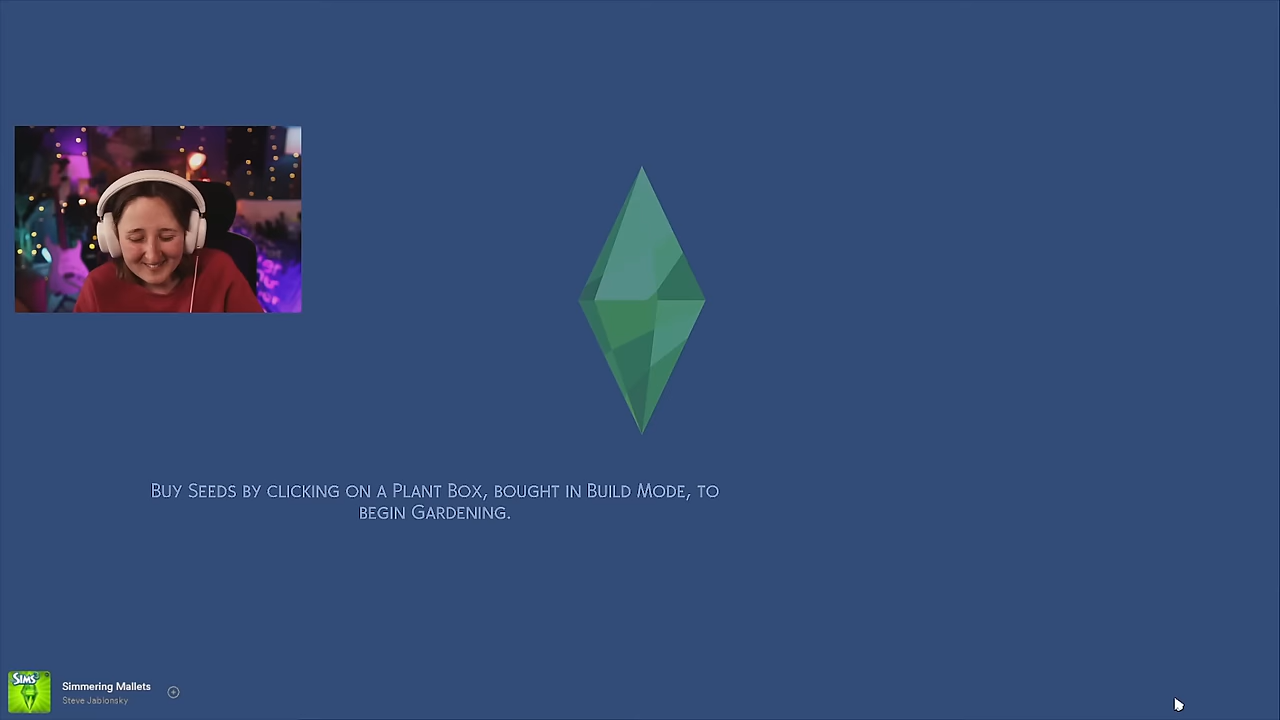 BUY SEEDS BY CLICKING ON A PLANT BOX, BOUGHT IN BUILD MODE, TO
BEGIN GARDENING.
SIMS
Simmering Mallets
Steve Jablonsky